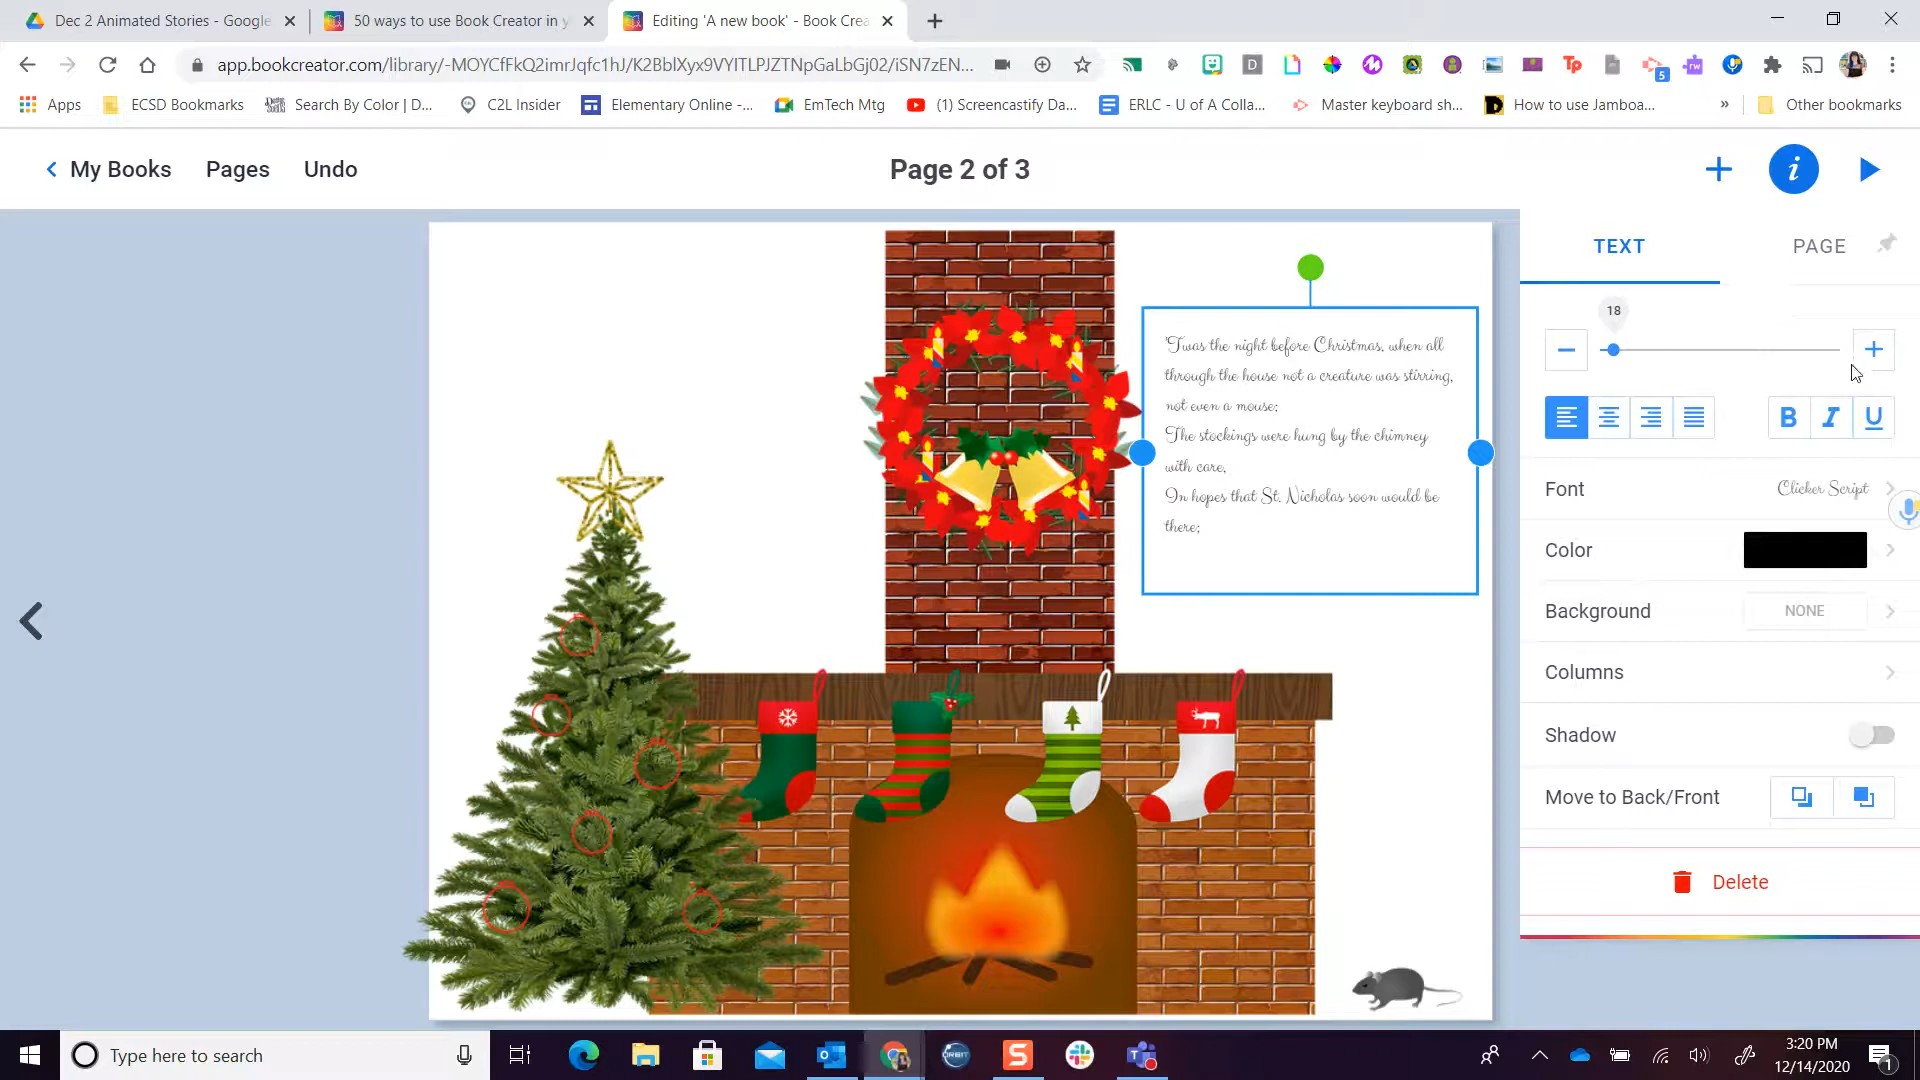 Dec 2 Animated Stories - Google
50 ways to use Book Creator in y
Editing 'A new book' - Book Crea
app.bookcreator.com/library/-MOYCfFkQ2imrJqfc1hJ/K2BblXyx9VYITLPJZTNpGaLbGj02/iSN7zEN...
D
Tp
5
rw
Apps
ECSD Bookmarks
Search By Color | D...
C2L Insider
Elementary Online -...
EmTech Mtg
(1) Screencastify Da...
ERLC - U of A Colla...
Master keyboard sh...
How to use Jamboa...
»
Other bookmarks
My Books
Pages
Undo
Page 2 of 3
TEXT
PAGE
18
'Twas the night before Christmas, when all
through the house not a creature was stirring,
not even a mouse;
The stockings were hung by the chimney
with care,
In hopes that St. Nicholas soon would be
there;
B I U
Font
Clicker Script
Color
Background
NONE
Columns
Shadow
Move to Back/Front
Delete
Type here to search
ORBIT
3:20 PM
12/14/2020
1